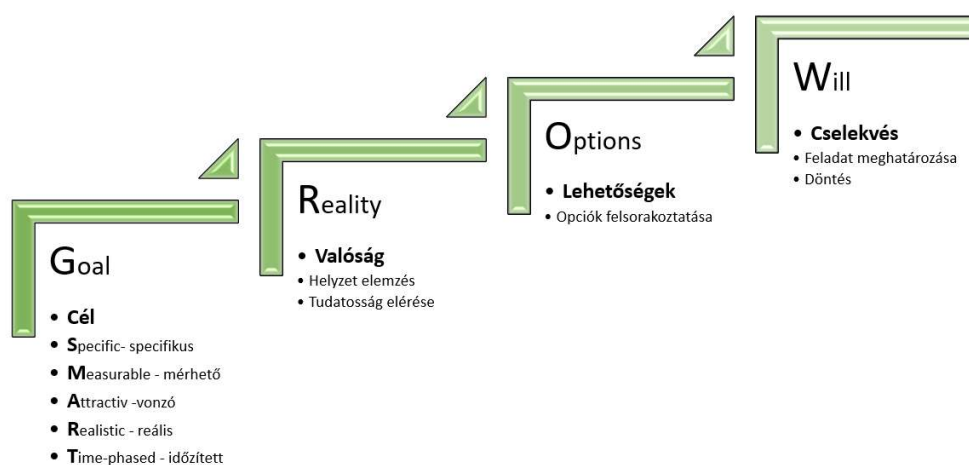 Goal
• Cél
• Specific- specifikus
• Measurable - mérhető
• Attractiv -vonzó
• Realistic - reális
• Time-phased - időzített
Reality
• Valóság
• Helyzet elemzés
• Tudatosság elérése
Options
• Lehetőségek
• Opciók felsorakoztatása
Will
• Cselekvés
• Feladat meghatározása
• Döntés